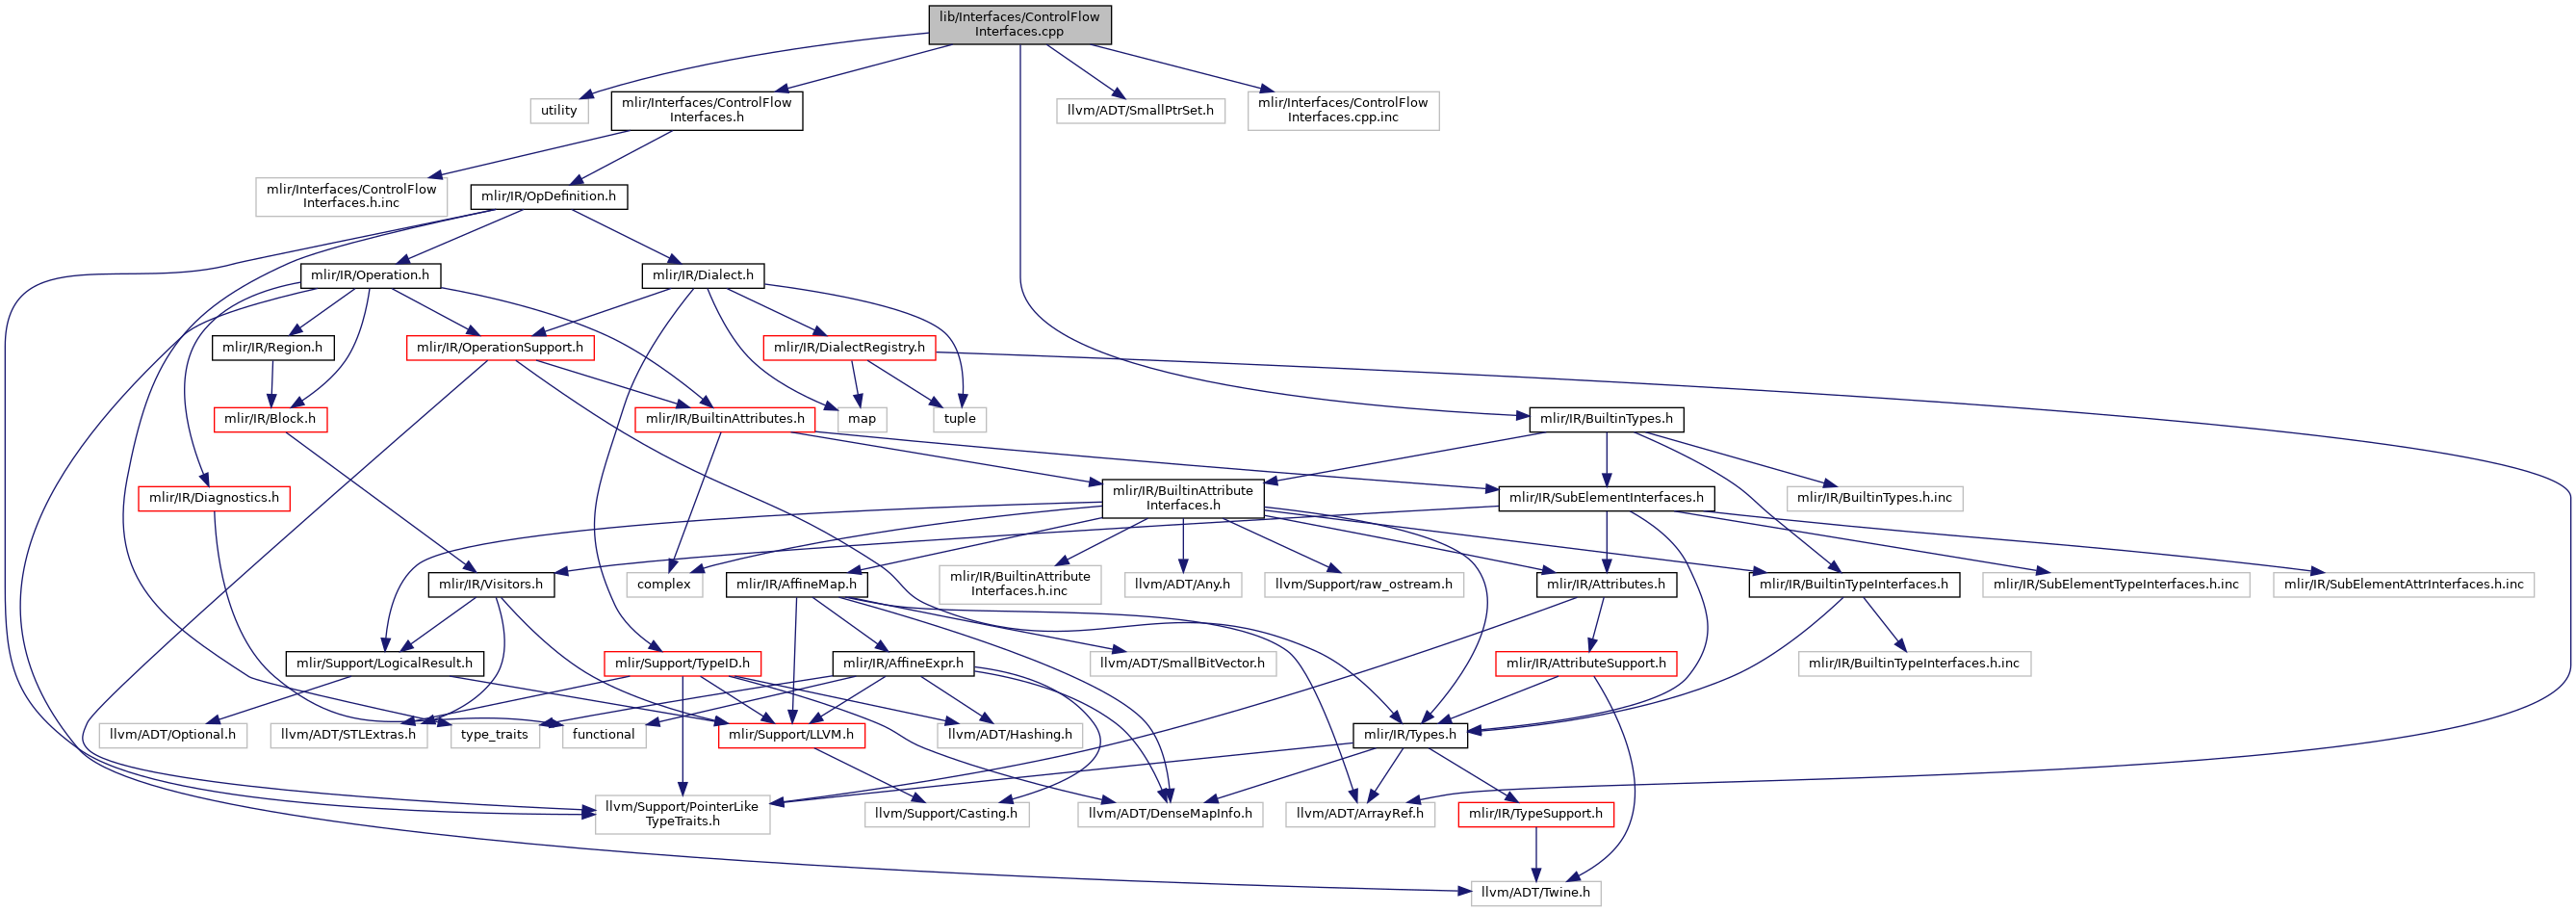 lib/Interfaces/ControlFlow
Interfaces.cpp
utility
mlir/Interfaces/ControlFlow
Interfaces.h
llvm/ADT/SmallPtrSet.h
mlir/Interfaces/ControlFlow
Interfaces.cpp.inc
mlir/Interfaces/ControlFlow
Interfaces.h.inc
mlir/IR/OpDefinition.h
mlir/IR/Operation.h
mlir/IR/Dialect.h
mlir/IR/Region.h
mlir/IR/OperationSupport.h
mlir/IR/DialectRegistry.h
mlir/IR/Block.h
mlir/IR/BuiltinAttributes.h
map
tuple
mlir/IR/BuiltinTypes.h
mlir/IR/Diagnostics.h
mlir/IR/BuiltinAttribute
Interfaces.h
mlir/IR/SubElementInterfaces.h
mlir/IR/BuiltinTypes.h.inc
mlir/IR/Visitors.h
complex
mlir/IR/AffineMap.h
mlir/IR/BuiltinAttribute
Interfaces.h.inc
llvm/ADT/Any.h
llvm/Support/raw_ostream.h
mlir/IR/Attributes.h
mlir/IR/BuiltinTypeInterfaces.h
mlir/IR/SubElementTypeInterfaces.h.inc
mlir/IR/SubElementAttrInterfaces.h.inc
mlir/Support/LogicalResult.h
mlir/Support/TypeID.h
mlir/IR/AffineExpr.h
llvm/ADT/SmallBitVector.h
mlir/IR/AttributeSupport.h
mlir/IR/BuiltinTypeInterfaces.h.inc
llvm/ADT/Optional.h
llvm/ADT/STLExtras.h
type_traits
functional
mlir/Support/LLVM.h
llvm/ADT/Hashing.h
mlir/IR/Types.h
llvm/Support/PointerLike
TypeTraits.h
llvm/Support/Casting.h
llvm/ADT/DenseMapInfo.h
llvm/ADT/ArrayRef.h
mlir/IR/TypeSupport.h
llvm/ADT/Twine.h